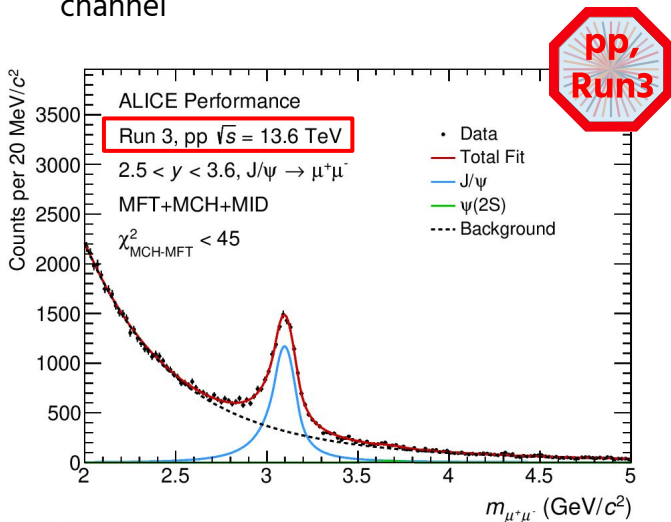 channel
pp,
Run3
ALICE Performance
Run 3, pp √s = 13.6 TeV
2.5 < y < 3.6, J/ψ → μ⁺μ⁻
MFT+MCH+MID
χ²MCH-MFT < 45
Data
Total Fit
J/ψ
ψ(2S)
Background
Counts per 20 MeV/c²
3500
3000
2500
2000
1500
1000
500
0
2 2.5 3 3.5 4 4.5 5
mμ⁺μ⁻ (GeV/c²)